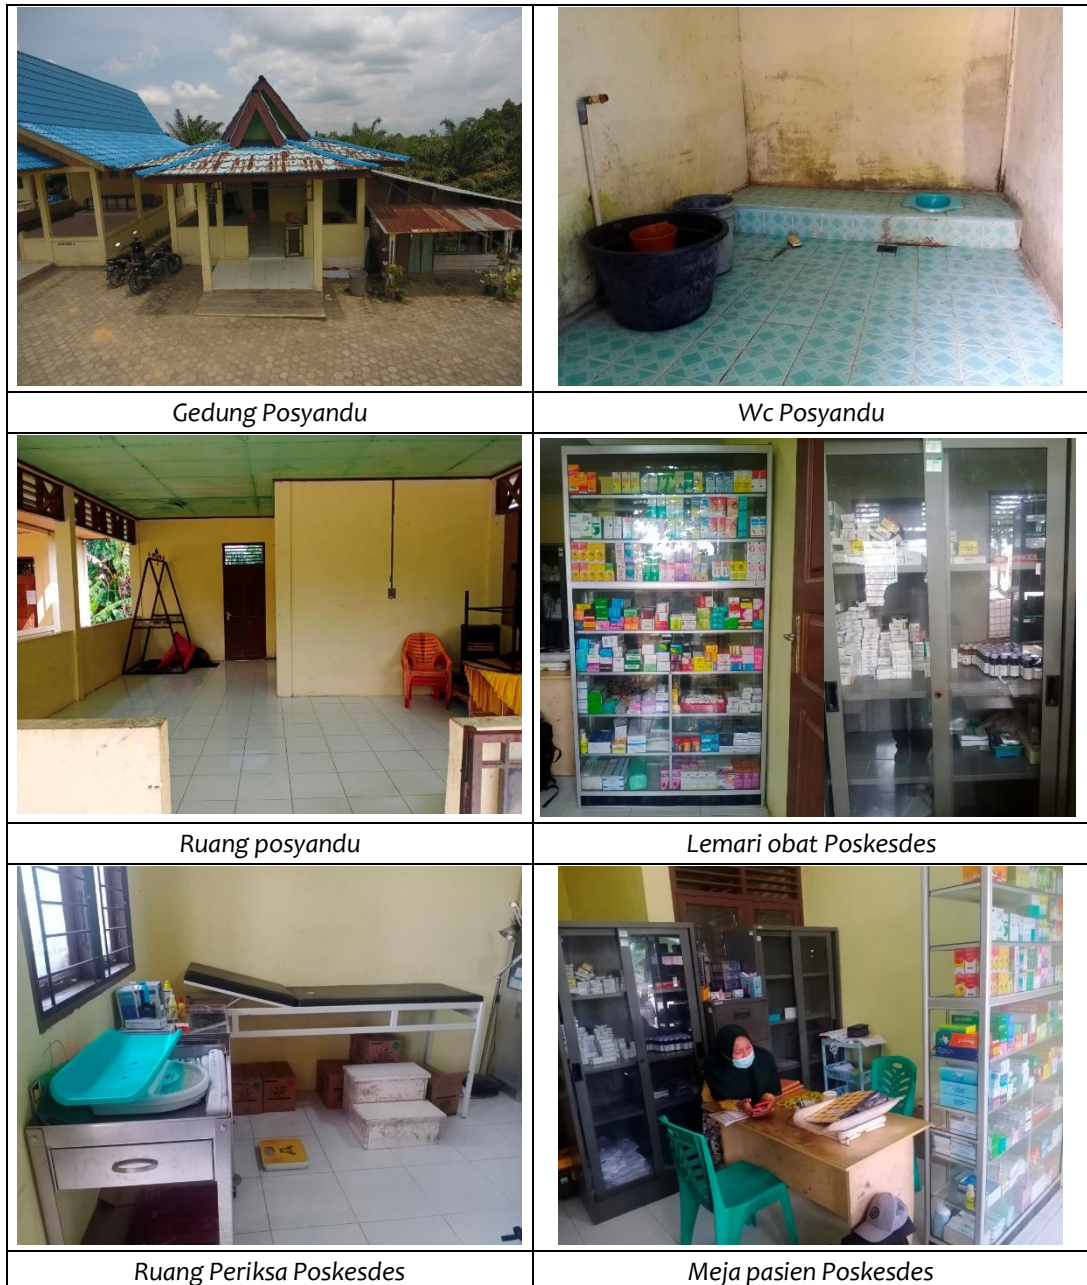 Gedung Posyandu
Wc Posyandu
Ruang posyandu
Lemari obat Poskesdes
Ruang Periksa Poskesdes
Meja pasien Poskesdes